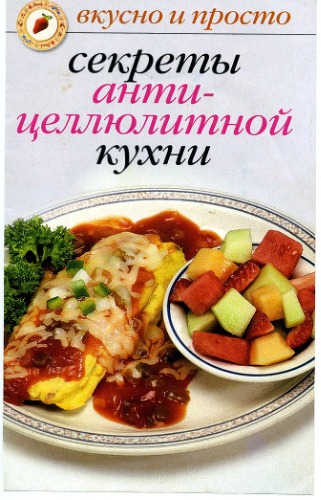 вкусно и просто
секреты
анти-
целлюлитной
кухни